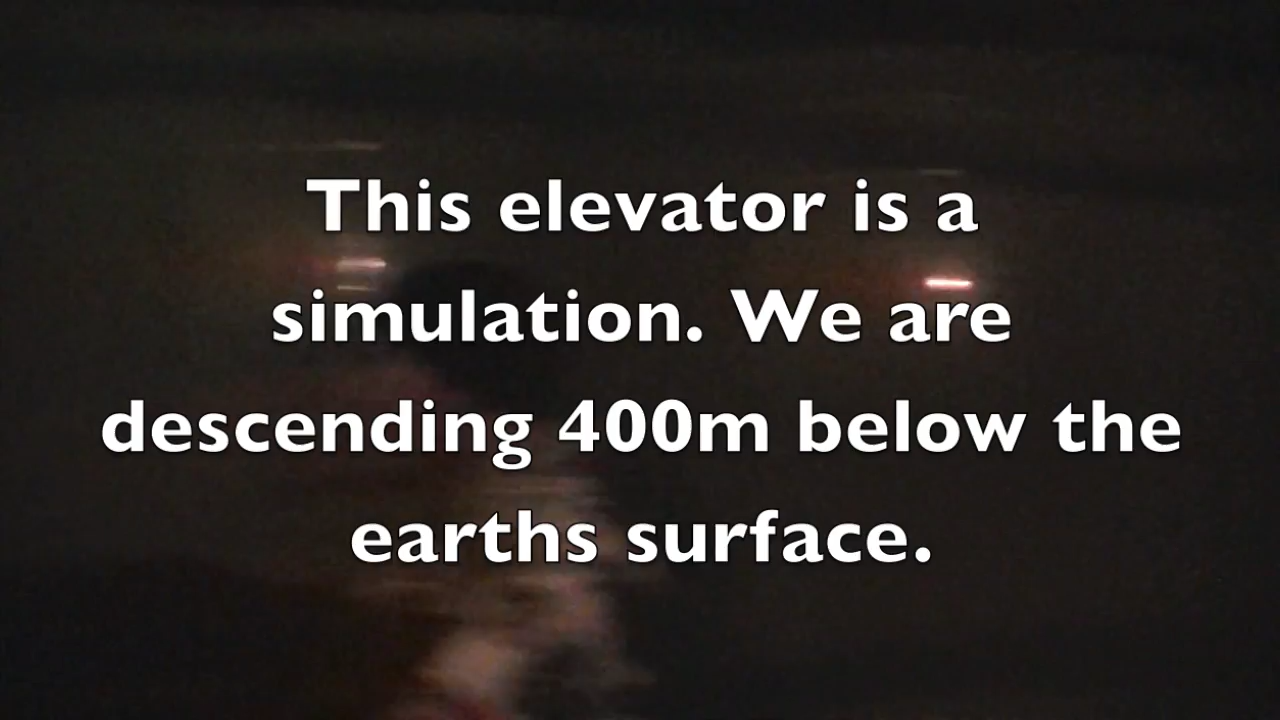 This elevator is a
simulation. We are
descending 400m below the
earths surface.